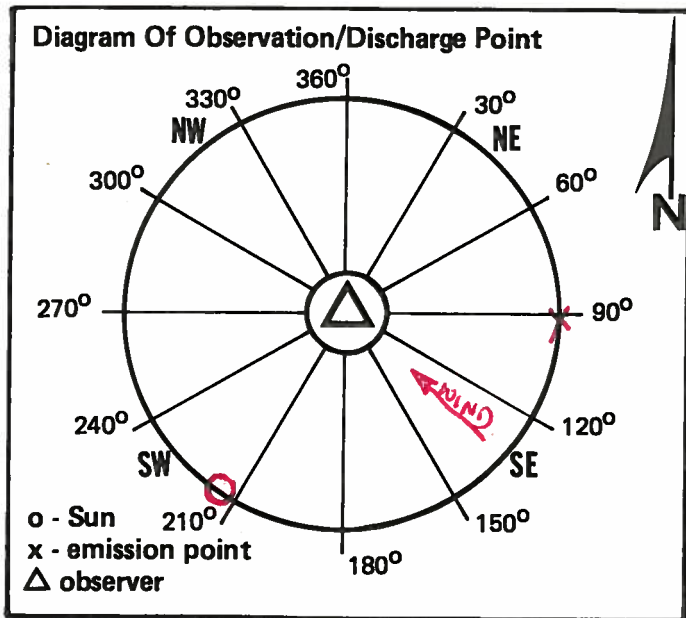 Diagram Of Observation/Discharge Point
360°
330°
30°
NW
NE
300°
60°
N
270°
90°
X
WIND
240°
120°
SW
SE
210°
150°
180°
o - Sun
x - emission point
△ observer